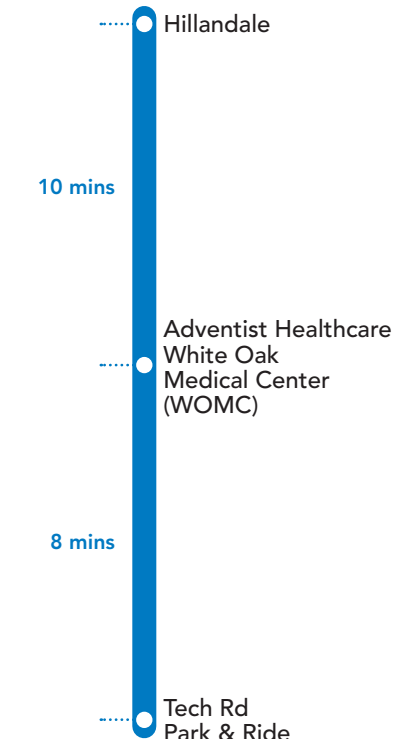 Hillandale
10 mins
Adventist Healthcare
White Oak
Medical Center
(WOMC)
8 mins
Tech Rd
Park & Ride